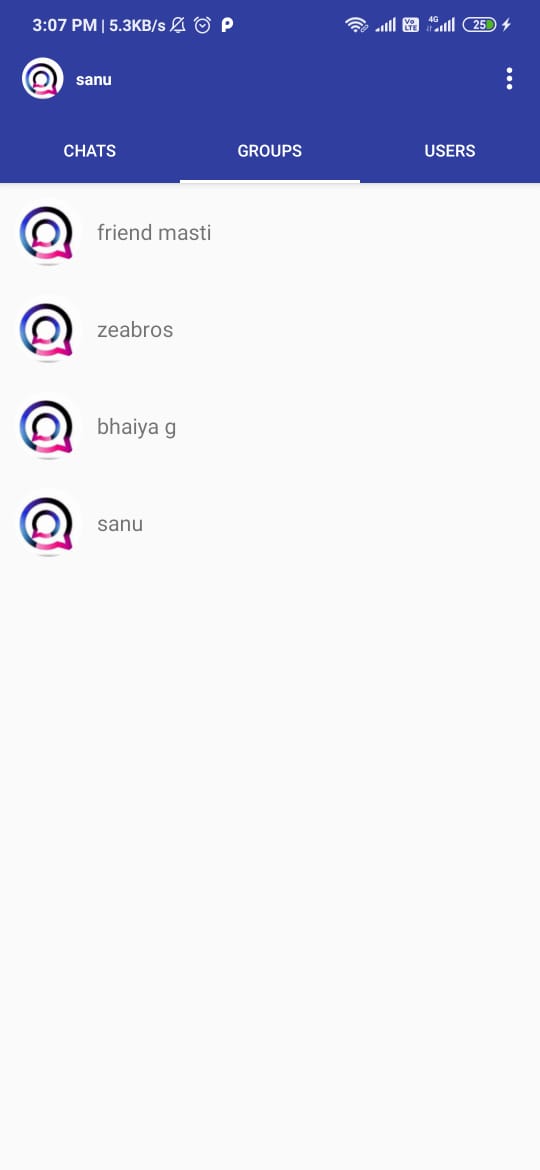 3:07 PM | 5.3KB/s
Vo LTE
4G
25
sanu
CHATS GROUPS USERS
friend masti
zeabros
bhaiya g
sanu